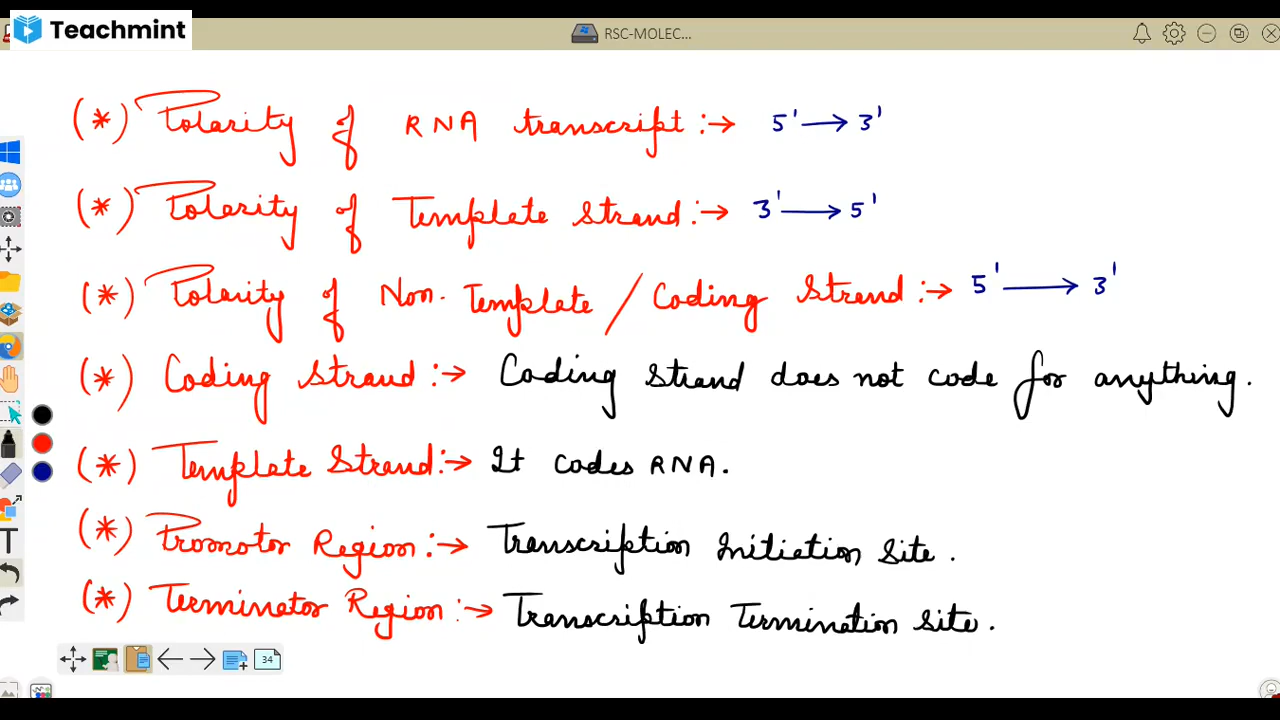 Teachmint
RSC-MOLEC...
(*) Polarity of RNA transcript :→ 5' → 3'
(*) Polarity of Template Strand :→ 3' → 5'
(*) Polarity of Non-Template / Coding Strand :→ 5' → 3'
(*) Coding Strand :→ Coding Strand does not code for anything.
(*) Template Strand :→ It codes RNA.
(*) Promotor Region :→ Transcription Initiation Site.
(*) Terminator Region :→ Transcription Termination Site.
34